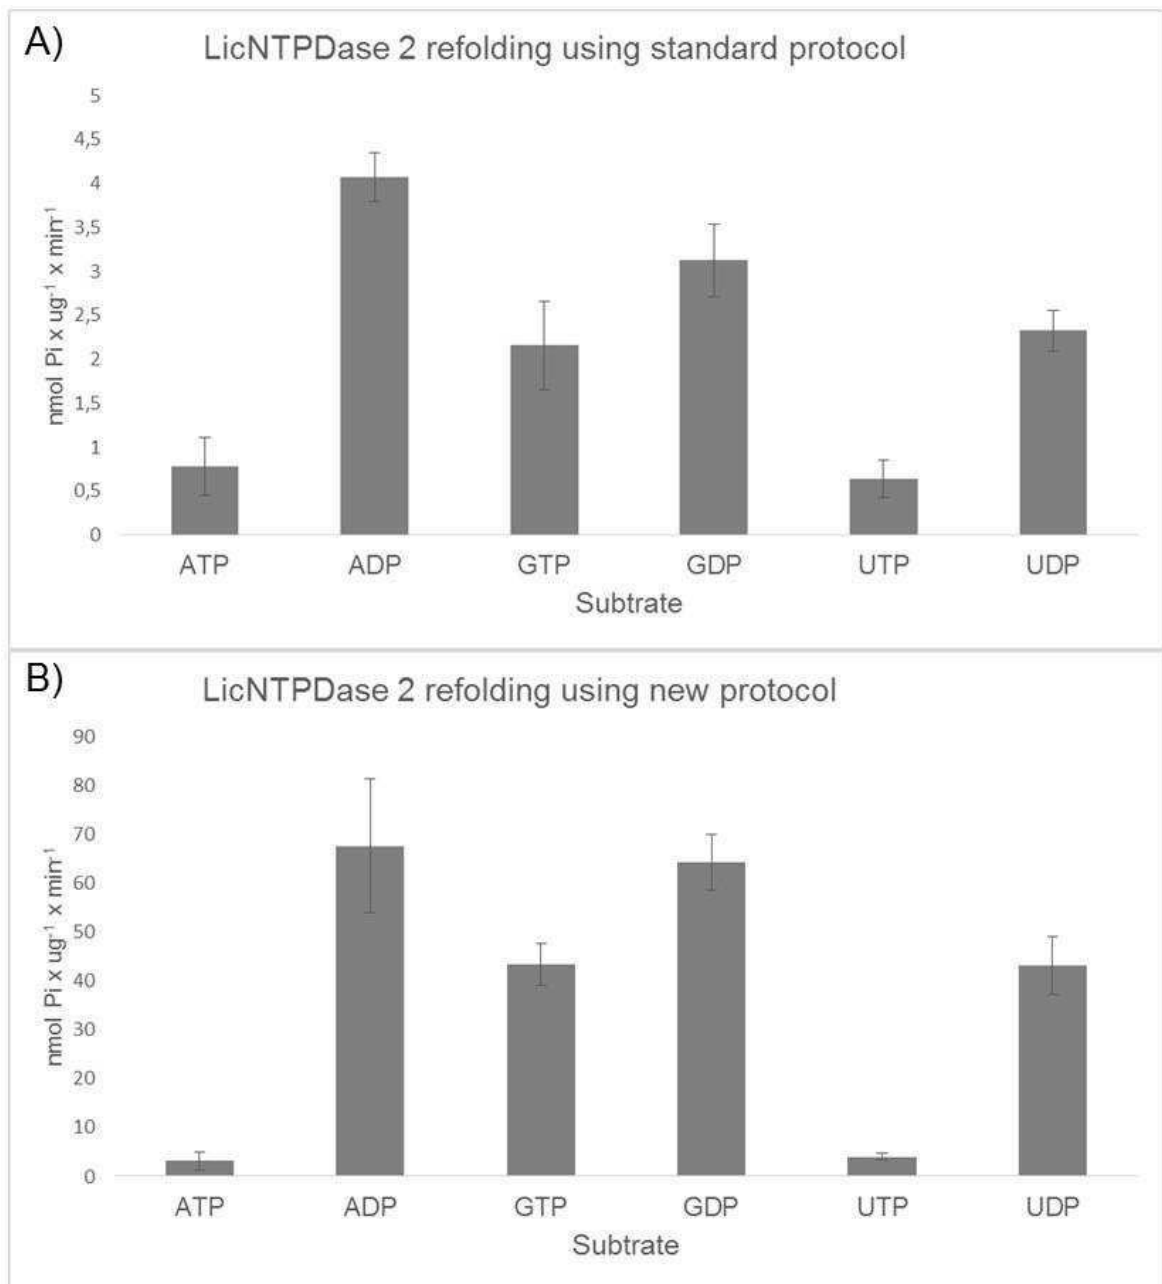 A)
LicNTPDase 2 refolding using standard protocol
5
4,5
4
3,5
3
2,5
2
1,5
1
0,5
0
nmol Pi x ug⁻¹ x min⁻¹
ATP ADP GTP GDP UTP UDP
Subtrate
B)
LicNTPDase 2 refolding using new protocol
90
80
70
60
50
40
30
20
10
0
nmol Pi x ug⁻¹ x min⁻¹
ATP ADP GTP GDP UTP UDP
Subtrate